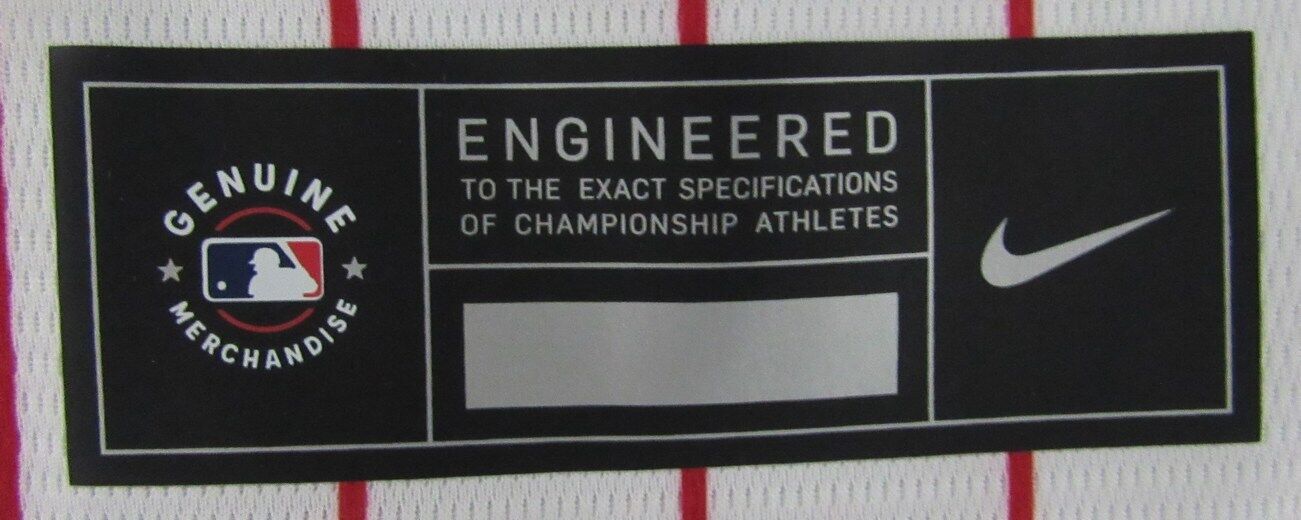 GENUINE
MERCHANDISE
ENGINEERED
TO THE EXACT SPECIFICATIONS
OF CHAMPIONSHIP ATHLETES